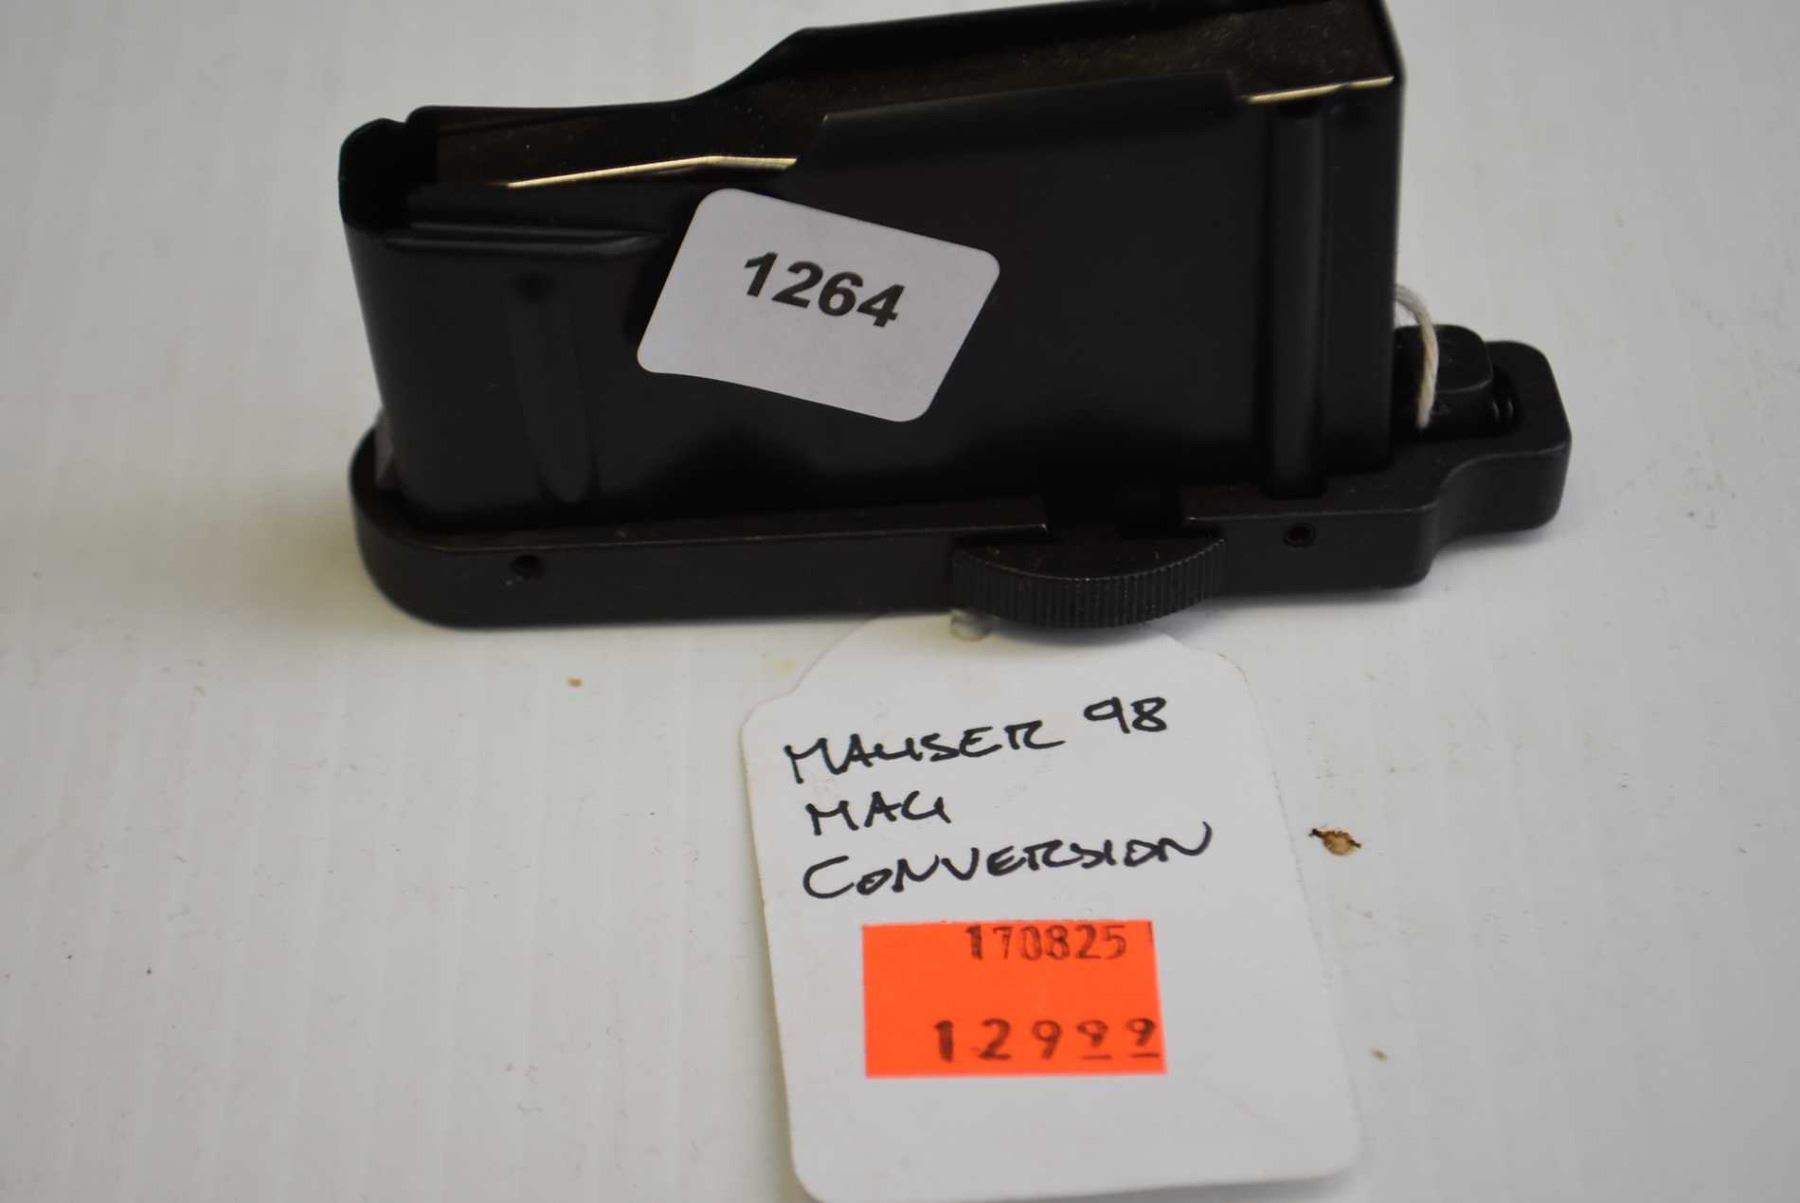 1264
MAUSER 98
MAG
CONVERSION
170825
12999